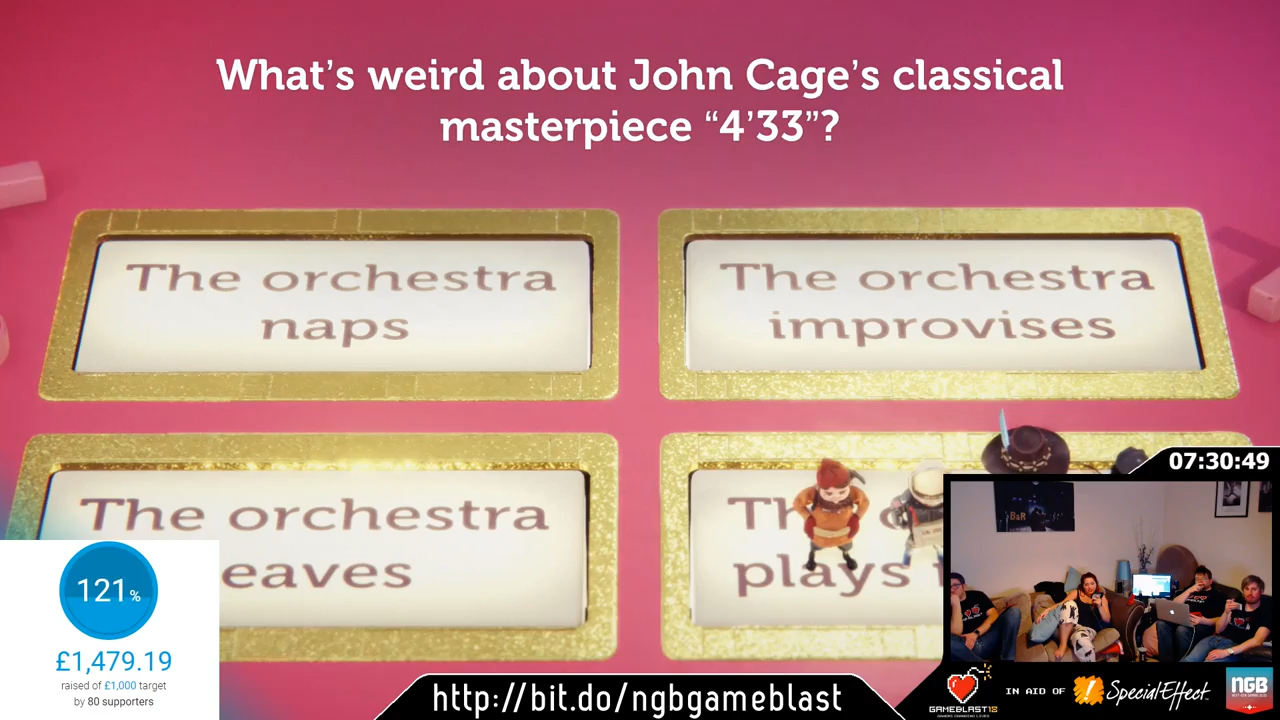 What's weird about John Cage's classical
masterpiece “4’33”?
The orchestra
naps
The orchestra
improvises
The orchestra
eaves
plays
07:30:49
BaR
121%
£1,479.19
raised of £1,000 target
by 80 supporters
http://bit.do/ngbgameblast
GAMEBLAST18
IN AID OF
SpecialEffect
NGB